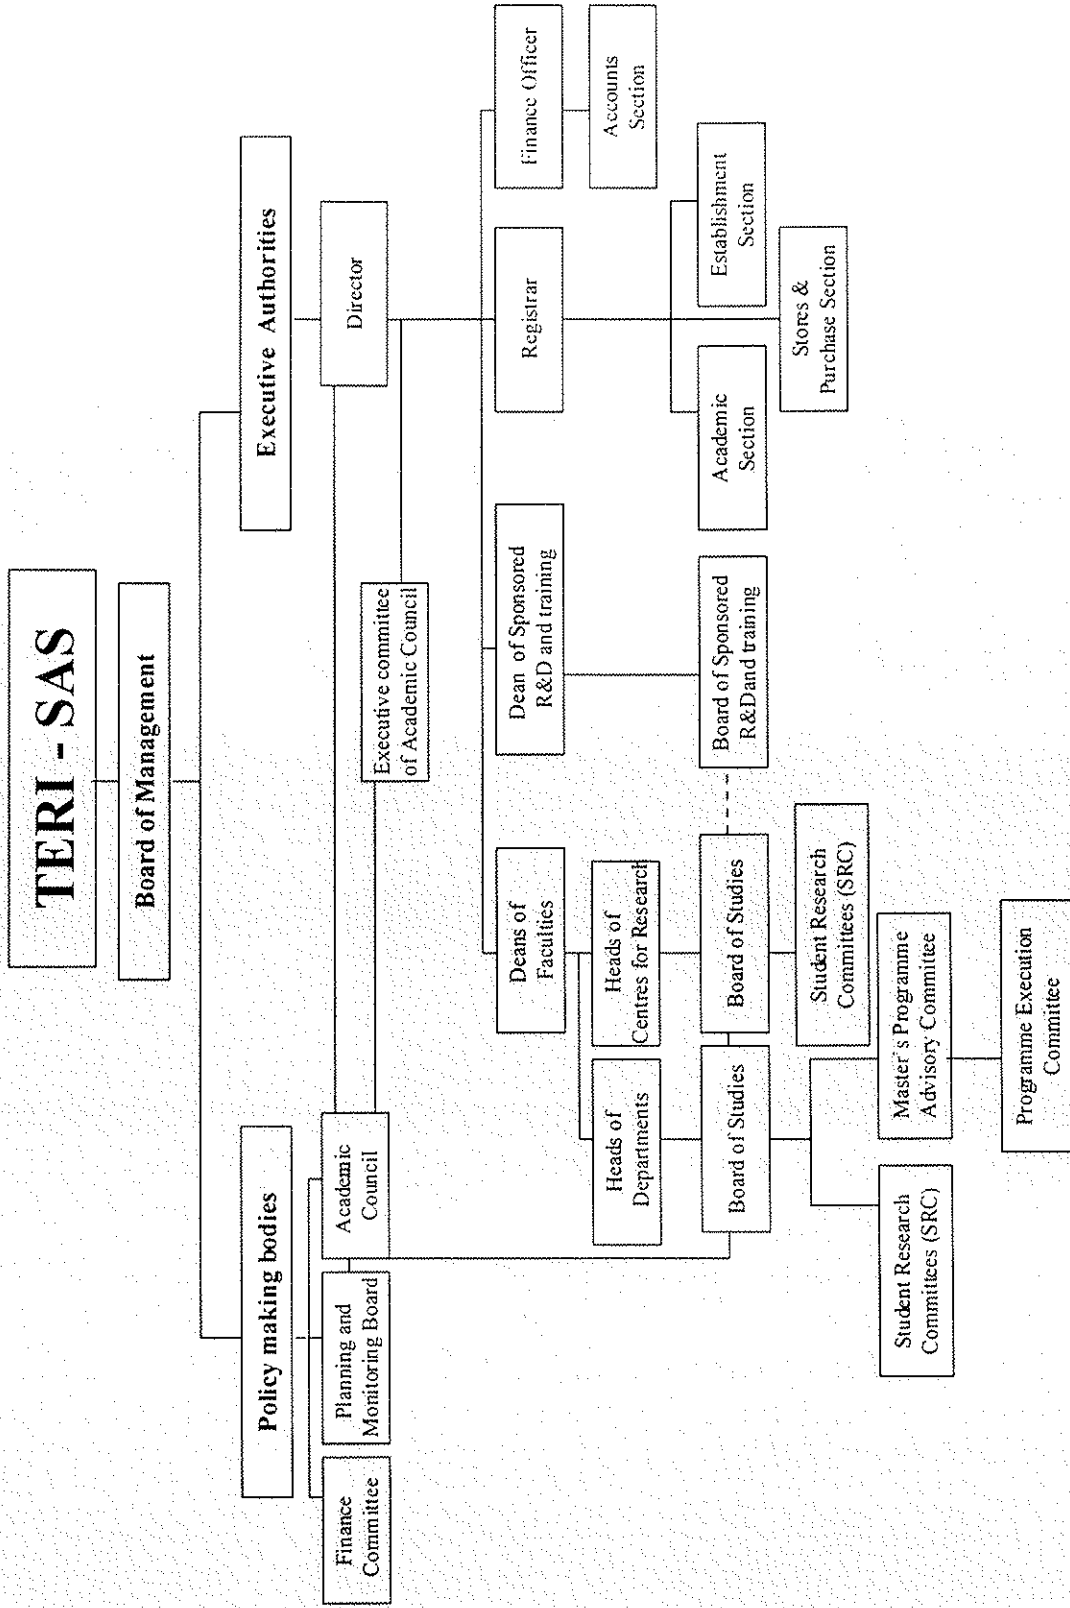 TERI - SAS
Board of Management
Policy making bodies
Executive Authorities
Finance
Committee
Planning and
Monitoring Board
Academic
Council
Director
Executive committee
of Academic Council
Deans of
Faculties
Dean of Sponsored
R&D and training
Registrar
Finance Officer
Heads of
Departments
Heads of
Centres for Research
Accounts
Section
Board of Studies
Board of Studies
Board of Sponsored
R&Dand training
Academic
Section
Establishment
Section
Stores &
Purchase Section
Student Research
Committees (SRC)
Student Research
Committees (SRC)
Master's Programme
Advisory Committee
Programme Execution
Committee